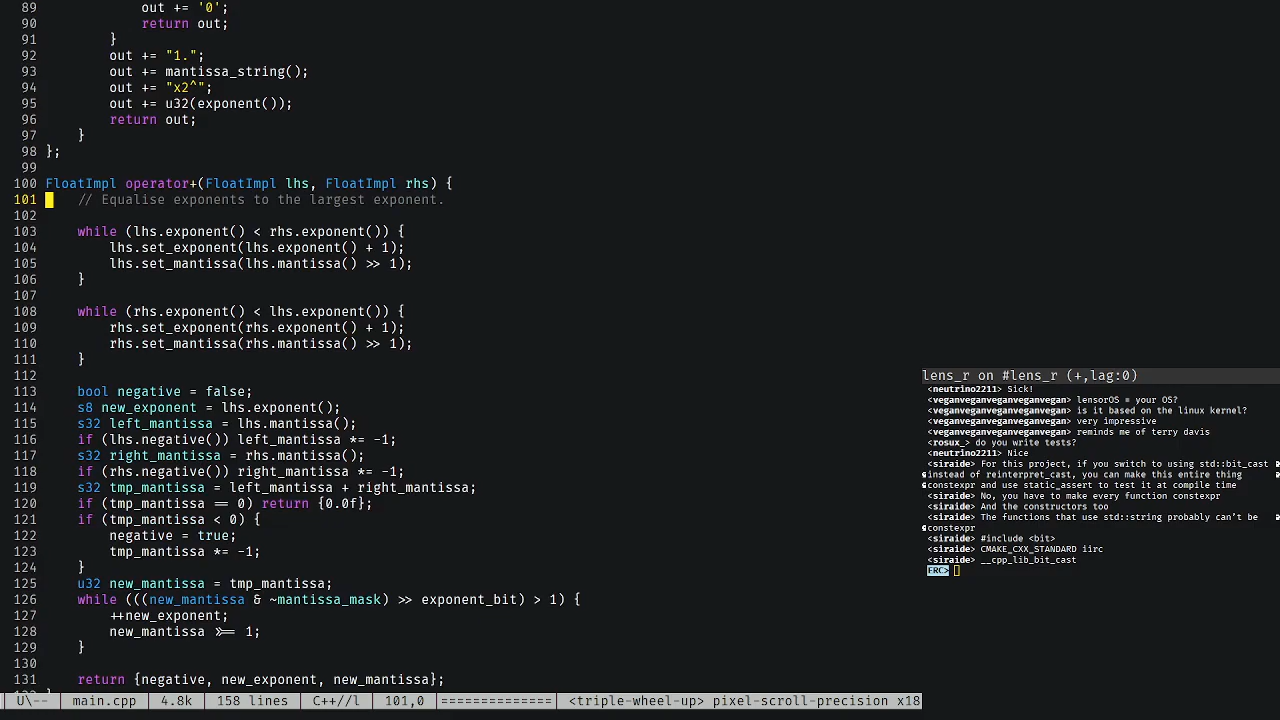 89             out += '0';
90             return out;
91         }
92         out += "1.";
93         out += mantissa_string();
94         out += "x2^";
95         out += u32(exponent());
96         return out;
97     }
98 };
99
100 FloatImpl operator+(FloatImpl lhs, FloatImpl rhs) {
101     // Equalise exponents to the largest exponent.
102
103     while (lhs.exponent() < rhs.exponent()) {
104         lhs.set_exponent(lhs.exponent() + 1);
105         lhs.set_mantissa(lhs.mantissa() >> 1);
106     }
107
108     while (rhs.exponent() < lhs.exponent()) {
109         rhs.set_exponent(rhs.exponent() + 1);
110         rhs.set_mantissa(rhs.mantissa() >> 1);
111     }
112
113     bool negative = false;
114     s8 new_exponent = lhs.exponent();
115     s32 left_mantissa = lhs.mantissa();
116     if (lhs.negative()) left_mantissa *= -1;
117     s32 right_mantissa = rhs.mantissa();
118     if (rhs.negative()) right_mantissa *= -1;
119     s32 tmp_mantissa = left_mantissa + right_mantissa;
120     if (tmp_mantissa == 0) return {0.0f};
121     if (tmp_mantissa < 0) {
122         negative = true;
123         tmp_mantissa *= -1;
124     }
125     u32 new_mantissa = tmp_mantissa;
126     while (((new_mantissa & ~mantissa_mask) >> exponent_bit) > 1) {
127         ++new_exponent;
128         new_mantissa >>= 1;
129     }
130
131     return {negative, new_exponent, new_mantissa};
U\-- main.cpp 4.8k 158 lines C++//l 101,0 ============== <triple-wheel-up> pixel-scroll-precision x18
lens_r on #lens_r (+,lag:0)
<neutrino2211> Sick!
<veganveganveganveganvegan> lensorOS = your OS?
<veganveganveganveganvegan> is it based on the linux kernel?
<veganveganveganveganvegan> very impressive
<veganveganveganveganvegan> reminds me of terry davis
<rosux_> do you write tests?
<neutrino2211> Nice
<siraide> For this project, if you switch to using std::bit_cast
instead of reinterpret_cast, you can make this entire thing
constexpr and use static_assert to test it at compile time
<siraide> No, you have to make every function constexpr
<siraide> And the constructors too
<siraide> The functions that use std::string probably can't be
constexpr
<siraide> #include <bit>
<siraide> CMAKE_CXX_STANDARD iirc
<siraide> __cpp_lib_bit_cast
ERC>